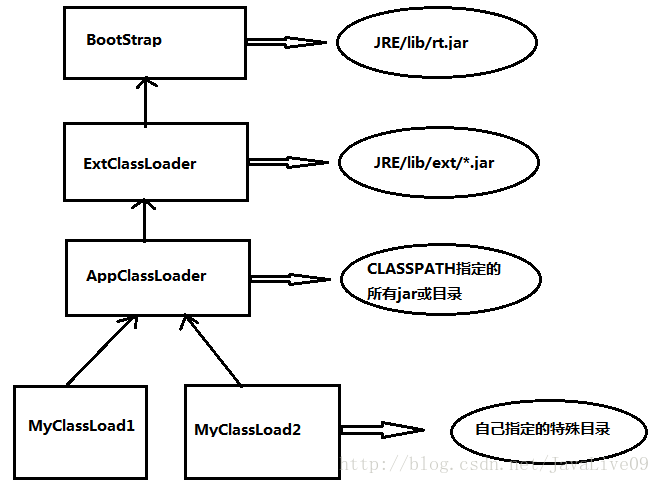 BootStrap
JRE/lib/rt.jar
ExtClassLoader
JRE/lib/ext/*.jar
AppClassLoader
CLASSPATH指定的
所有jar或目录
MyClassLoad1
MyClassLoad2
自己指定的特殊目录
http://blog.csdn.net/JavaLive09